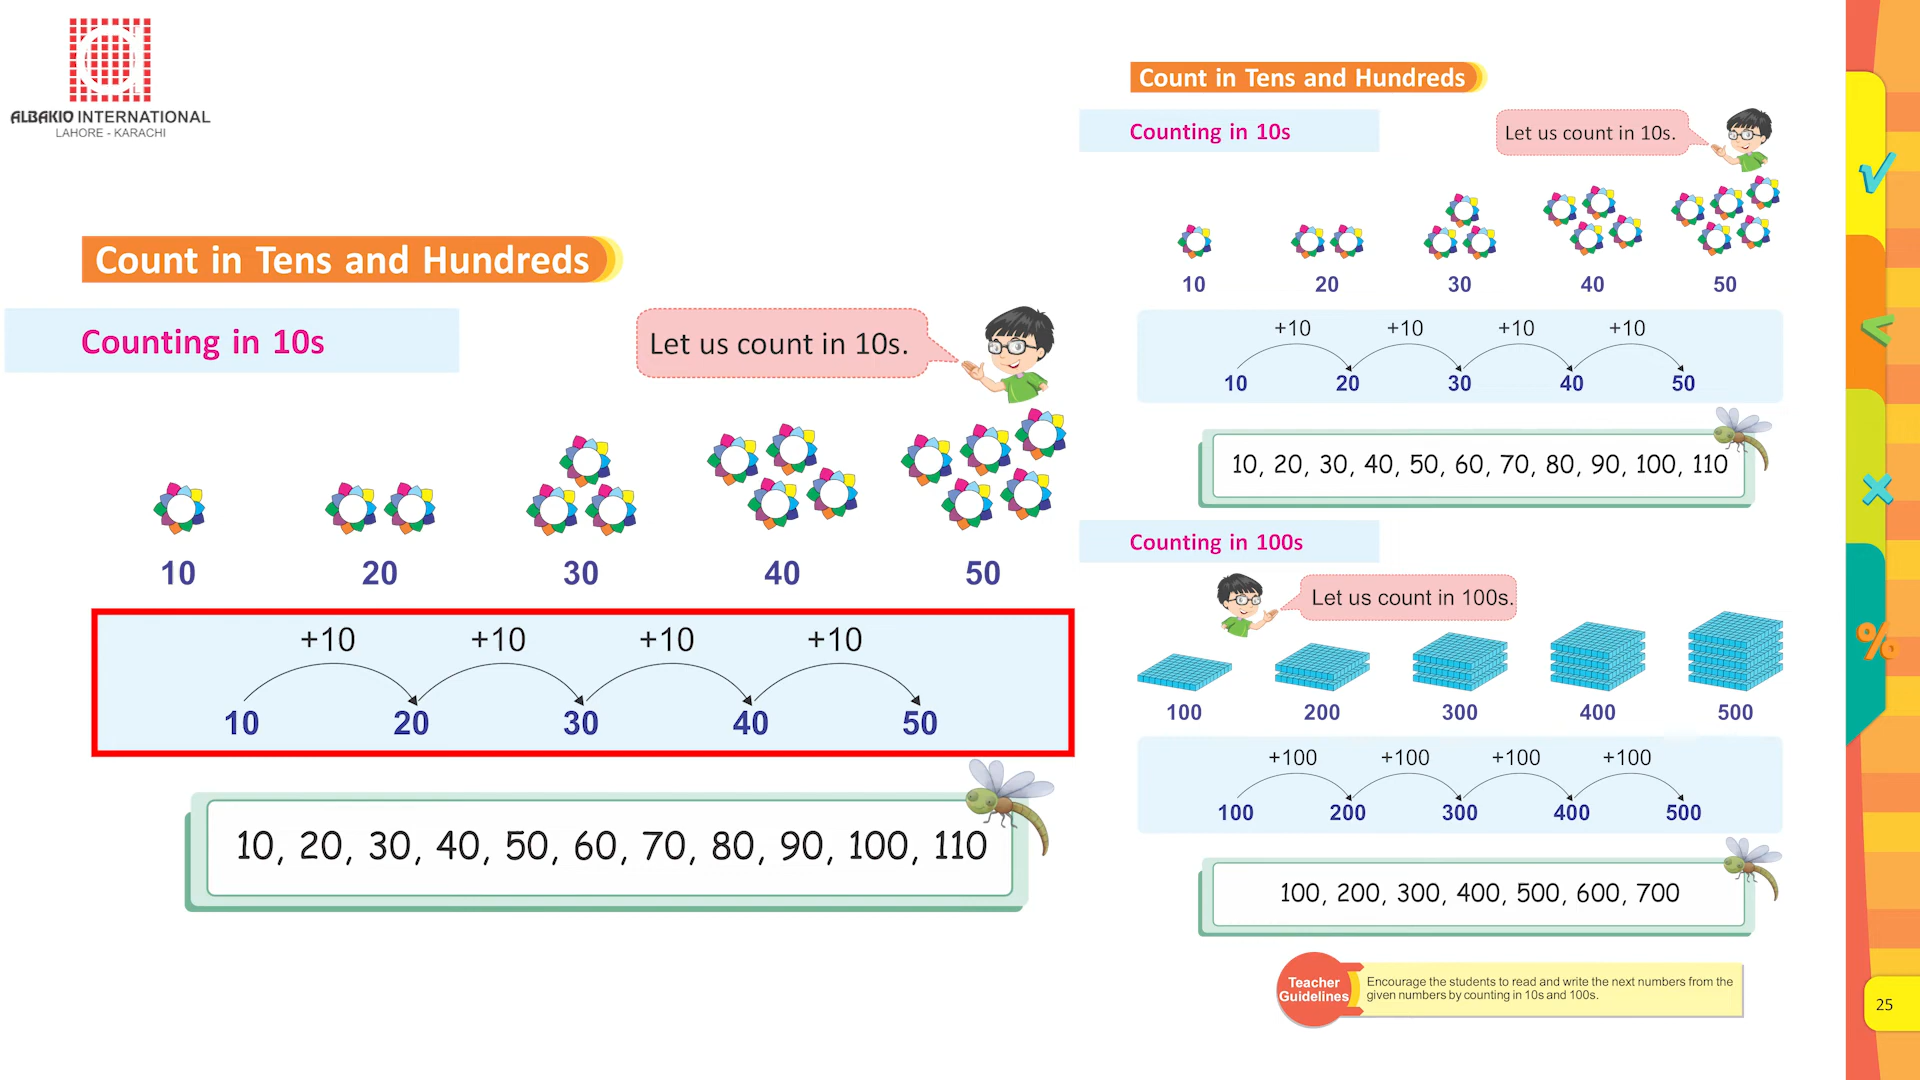 ALBAKIO INTERNATIONAL
LAHORE - KARACHI
Count in Tens and Hundreds
Counting in 10s
Let us count in 10s.
10 20 30 40 50
+10 +10 +10 +10
10 20 30 40 50
10, 20, 30, 40, 50, 60, 70, 80, 90, 100, 110
Count in Tens and Hundreds
Counting in 10s
Let us count in 10s.
10 20 30 40 50
+10 +10 +10 +10
10 20 30 40 50
10, 20, 30, 40, 50, 60, 70, 80, 90, 100, 110
Counting in 100s
Let us count in 100s.
100 200 300 400 500
+100 +100 +100 +100
100 200 300 400 500
100, 200, 300, 400, 500, 600, 700
Teacher
Guidelines
Encourage the students to read and write the next numbers from the
given numbers by counting in 10s and 100s.
√
<
×
%
25